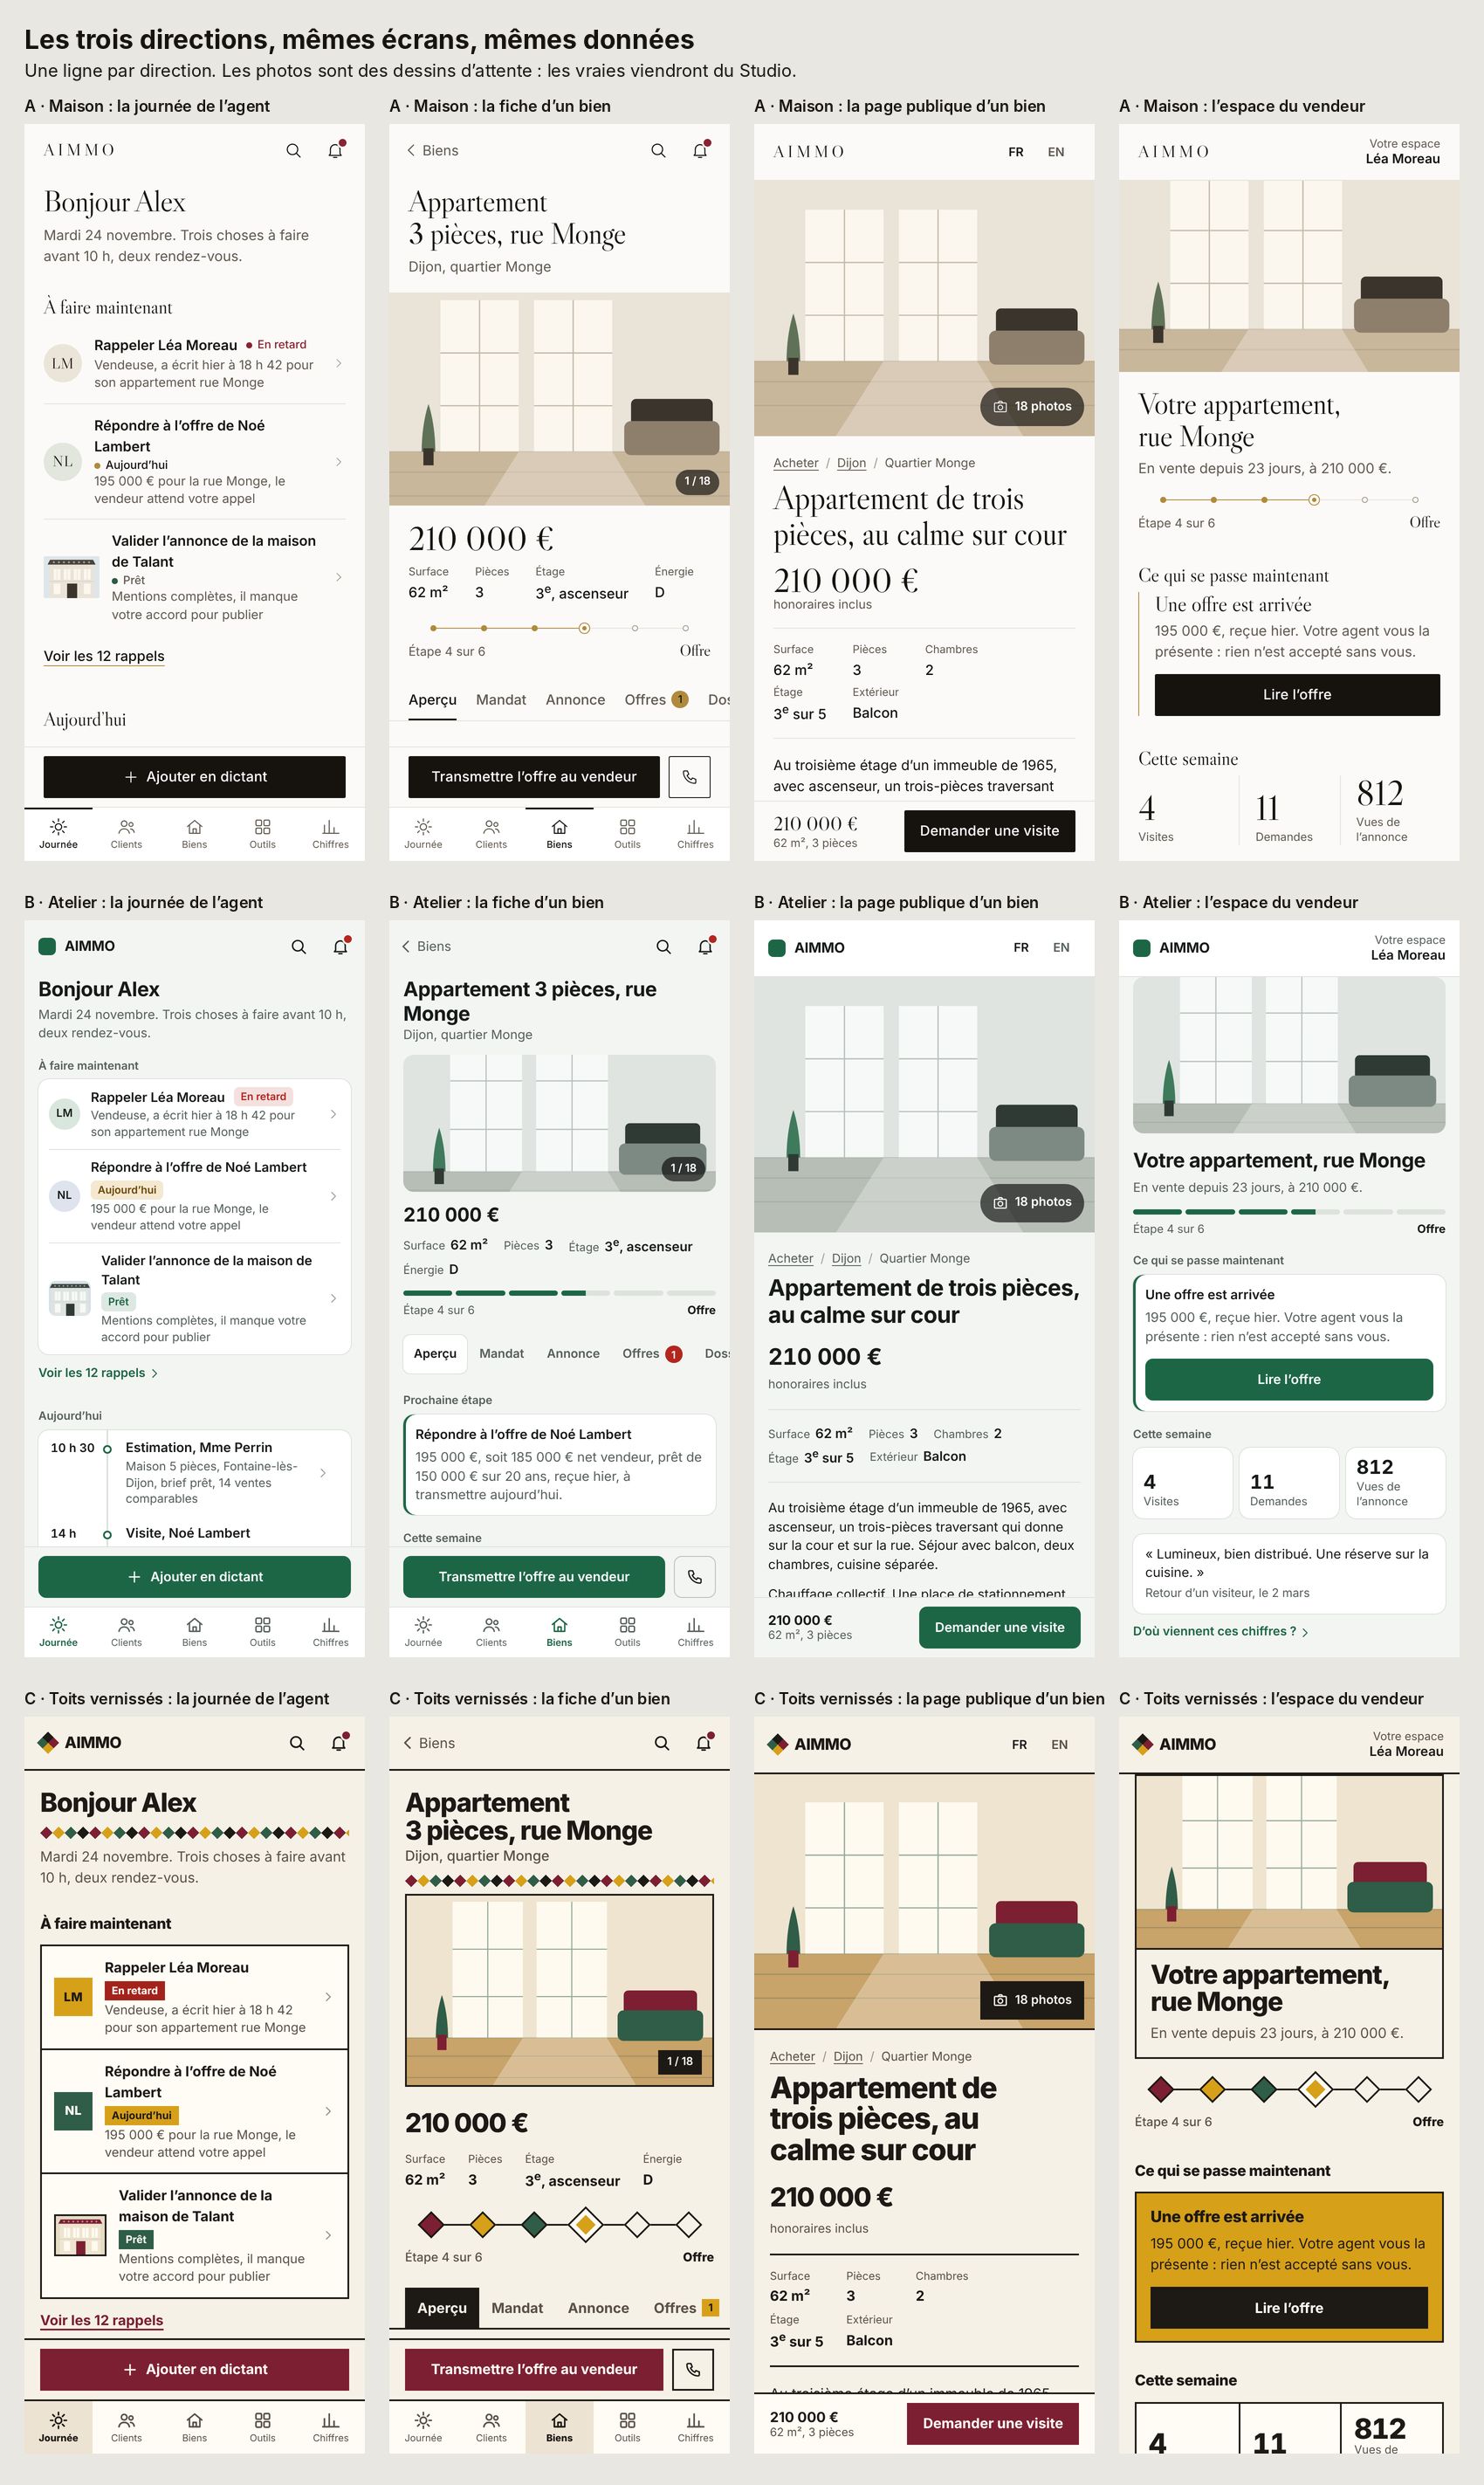 Les trois directions, mêmes écrans, mêmes données
Une ligne par direction. Les photos sont des dessins d’attente : les vraies viendront du Studio.
A · Maison : la journée de l’agent
AIMMO
Bonjour Alex
Mardi 24 novembre. Trois choses à faire
avant 10 h, deux rendez-vous.
À faire maintenant
LM
Rappeler Léa Moreau
En retard
Vendeuse, a écrit hier à 18 h 42 pour
son appartement rue Monge
NL
Répondre à l’offre de Noé
Lambert
Aujourd’hui
195 000 € pour la rue Monge, le
vendeur attend votre appel
Valider l’annonce de la maison
de Talant
Prêt
Mentions complètes, il manque
votre accord pour publier
Voir les 12 rappels
Aujourd’hui
Ajouter en dictant
Journée
Clients
Biens
Outils
Chiffres
A · Maison : la fiche d’un bien
Biens
Appartement
3 pièces, rue Monge
Dijon, quartier Monge
1 / 18
210 000 €
Surface Pièces Étage Énergie
62 m² 3 3e, ascenseur D
Étape 4 sur 6
Offre
Aperçu Mandat Annonce Offres 1 Dos
Transmettre l’offre au vendeur
Journée
Clients
Biens
Outils
Chiffres
A · Maison : la page publique d’un bien
AIMMO
FR EN
18 photos
Acheter / Dijon / Quartier Monge
Appartement de trois
pièces, au calme sur cour
210 000 €
honoraires inclus
Surface Pièces Chambres
62 m² 3 2
Étage Extérieur
3e sur 5 Balcon
Au troisième étage d’un immeuble de 1965,
avec ascenseur, un trois-pièces traversant
210 000 €
62 m², 3 pièces
Demander une visite
A · Maison : l’espace du vendeur
AIMMO
Votre espace
Léa Moreau
Votre appartement,
rue Monge
En vente depuis 23 jours, à 210 000 €.
Étape 4 sur 6
Offre
Ce qui se passe maintenant
Une offre est arrivée
195 000 €, reçue hier. Votre agent vous la
présente : rien n’est accepté sans vous.
Lire l’offre
Cette semaine
4
Visites
11
Demandes
812
Vues de
l’annonce
B · Atelier : la journée de l’agent
AIMMO
Bonjour Alex
Mardi 24 novembre. Trois choses à faire avant 10 h,
deux rendez-vous.
À faire maintenant
LM
Rappeler Léa Moreau
En retard
Vendeuse, a écrit hier à 18 h 42 pour
son appartement rue Monge
NL
Répondre à l’offre de Noé Lambert
Aujourd’hui
195 000 € pour la rue Monge, le
vendeur attend votre appel
Valider l’annonce de la maison de
Talant
Prêt
Mentions complètes, il manque votre
accord pour publier
Voir les 12 rappels
Aujourd’hui
10 h 30
Estimation, Mme Perrin
Maison 5 pièces, Fontaine-lès-
Dijon, brief prêt, 14 ventes
comparables
14 h
Visite, Noé Lambert
Ajouter en dictant
Journée
Clients
Biens
Outils
Chiffres
B · Atelier : la fiche d’un bien
Biens
Appartement 3 pièces, rue
Monge
Dijon, quartier Monge
1 / 18
210 000 €
Surface 62 m² Pièces 3 Étage 3e, ascenseur
Énergie D
Étape 4 sur 6
Offre
Aperçu Mandat Annonce Offres 1 Doss
Prochaine étape
Répondre à l’offre de Noé Lambert
195 000 €, soit 185 000 € net vendeur, prêt de
150 000 € sur 20 ans, reçue hier, à
transmettre aujourd’hui.
Cette semaine
Transmettre l’offre au vendeur
Journée
Clients
Biens
Outils
Chiffres
B · Atelier : la page publique d’un bien
AIMMO
FR EN
18 photos
Acheter / Dijon / Quartier Monge
Appartement de trois pièces,
au calme sur cour
210 000 €
honoraires inclus
Surface 62 m² Pièces 3 Chambres 2
Étage 3e sur 5 Extérieur Balcon
Au troisième étage d’un immeuble de 1965, avec
ascenseur, un trois-pièces traversant qui donne
sur la cour et sur la rue. Séjour avec balcon, deux
chambres, cuisine séparée.
Chauffage collectif. Une place de stationnement
210 000 €
62 m², 3 pièces
Demander une visite
B · Atelier : l’espace du vendeur
AIMMO
Votre espace
Léa Moreau
Votre appartement, rue Monge
En vente depuis 23 jours, à 210 000 €.
Étape 4 sur 6
Offre
Ce qui se passe maintenant
Une offre est arrivée
195 000 €, reçue hier. Votre agent vous la
présente : rien n’est accepté sans vous.
Lire l’offre
Cette semaine
4
Visites
11
Demandes
812
Vues de
l’annonce
« Lumineux, bien distribué. Une réserve sur la
cuisine. »
Retour d’un visiteur, le 2 mars
D’où viennent ces chiffres ?
C · Toits vernissés : la journée de l’agent
AIMMO
Bonjour Alex
Mardi 24 novembre. Trois choses à faire avant
10 h, deux rendez-vous.
À faire maintenant
LM
Rappeler Léa Moreau
En retard
Vendeuse, a écrit hier à 18 h 42
pour son appartement rue Monge
NL
Répondre à l’offre de Noé
Lambert
Aujourd’hui
195 000 € pour la rue Monge, le
vendeur attend votre appel
Valider l’annonce de la
maison de Talant
Prêt
Mentions complètes, il manque
votre accord pour publier
Voir les 12 rappels
Ajouter en dictant
Journée
Clients
Biens
Outils
Chiffres
C · Toits vernissés : la fiche d’un bien
Biens
Appartement
3 pièces, rue Monge
Dijon, quartier Monge
1 / 18
210 000 €
Surface Pièces Étage Énergie
62 m² 3 3e, ascenseur D
Étape 4 sur 6
Offre
Aperçu Mandat Annonce Offres 1
Transmettre l’offre au vendeur
Journée
Clients
Biens
Outils
Chiffres
C · Toits vernissés : la page publique d’un bien
AIMMO
FR EN
18 photos
Acheter / Dijon / Quartier Monge
Appartement de
trois pièces, au
calme sur cour
210 000 €
honoraires inclus
Surface Pièces Chambres
62 m² 3 2
Étage Extérieur
3e sur 5 Balcon
Au troisième étage d’un immeuble de 1965,
210 000 €
62 m², 3 pièces
Demander une visite
C · Toits vernissés : l’espace du vendeur
AIMMO
Votre espace
Léa Moreau
Votre appartement,
rue Monge
En vente depuis 23 jours, à 210 000 €.
Étape 4 sur 6
Offre
Ce qui se passe maintenant
Une offre est arrivée
195 000 €, reçue hier. Votre agent vous la
présente : rien n’est accepté sans vous.
Lire l’offre
Cette semaine
4
11
812
Vues de